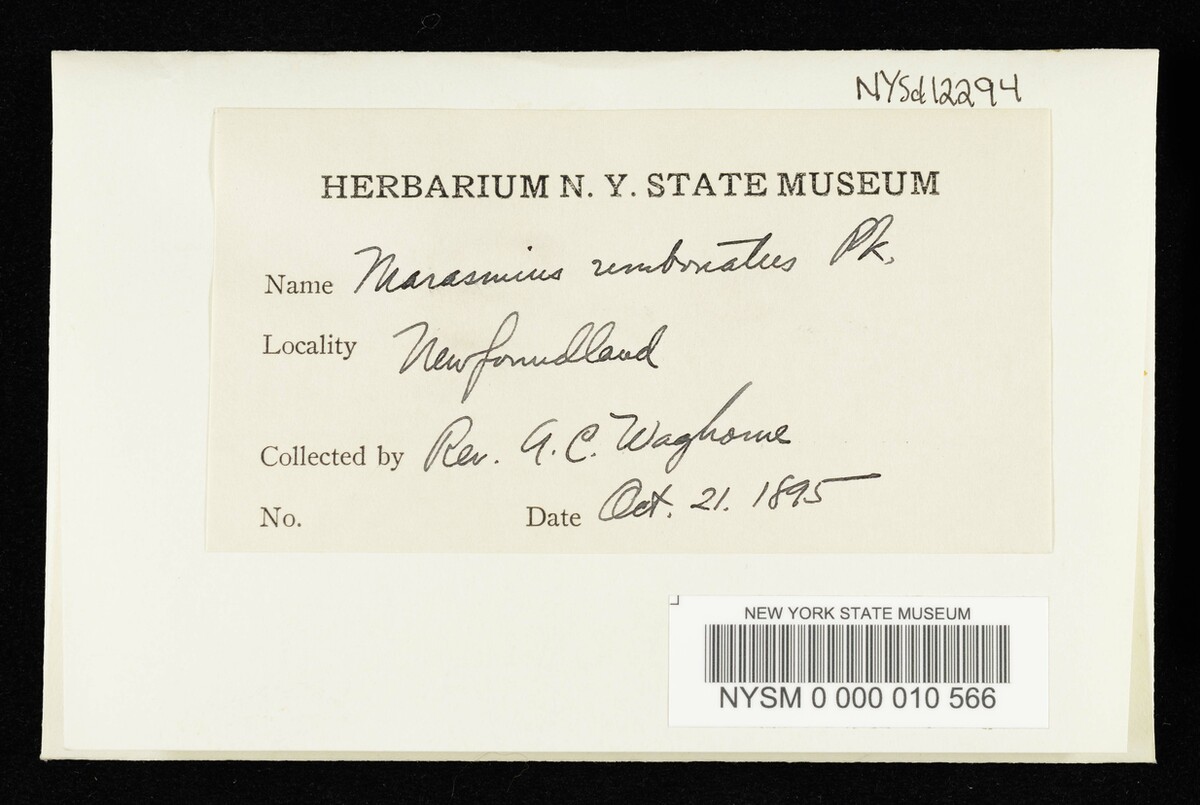 NYSd12294
HERBARIUM N. Y. STATE MUSEUM
Name Marasmius umbonatus Pk.
Locality Newfoundland
Collected by Rev. A. C. Waghorne
No. Date Oct. 21. 1895
NEW YORK STATE MUSEUM
NYSM 0 000 010 566